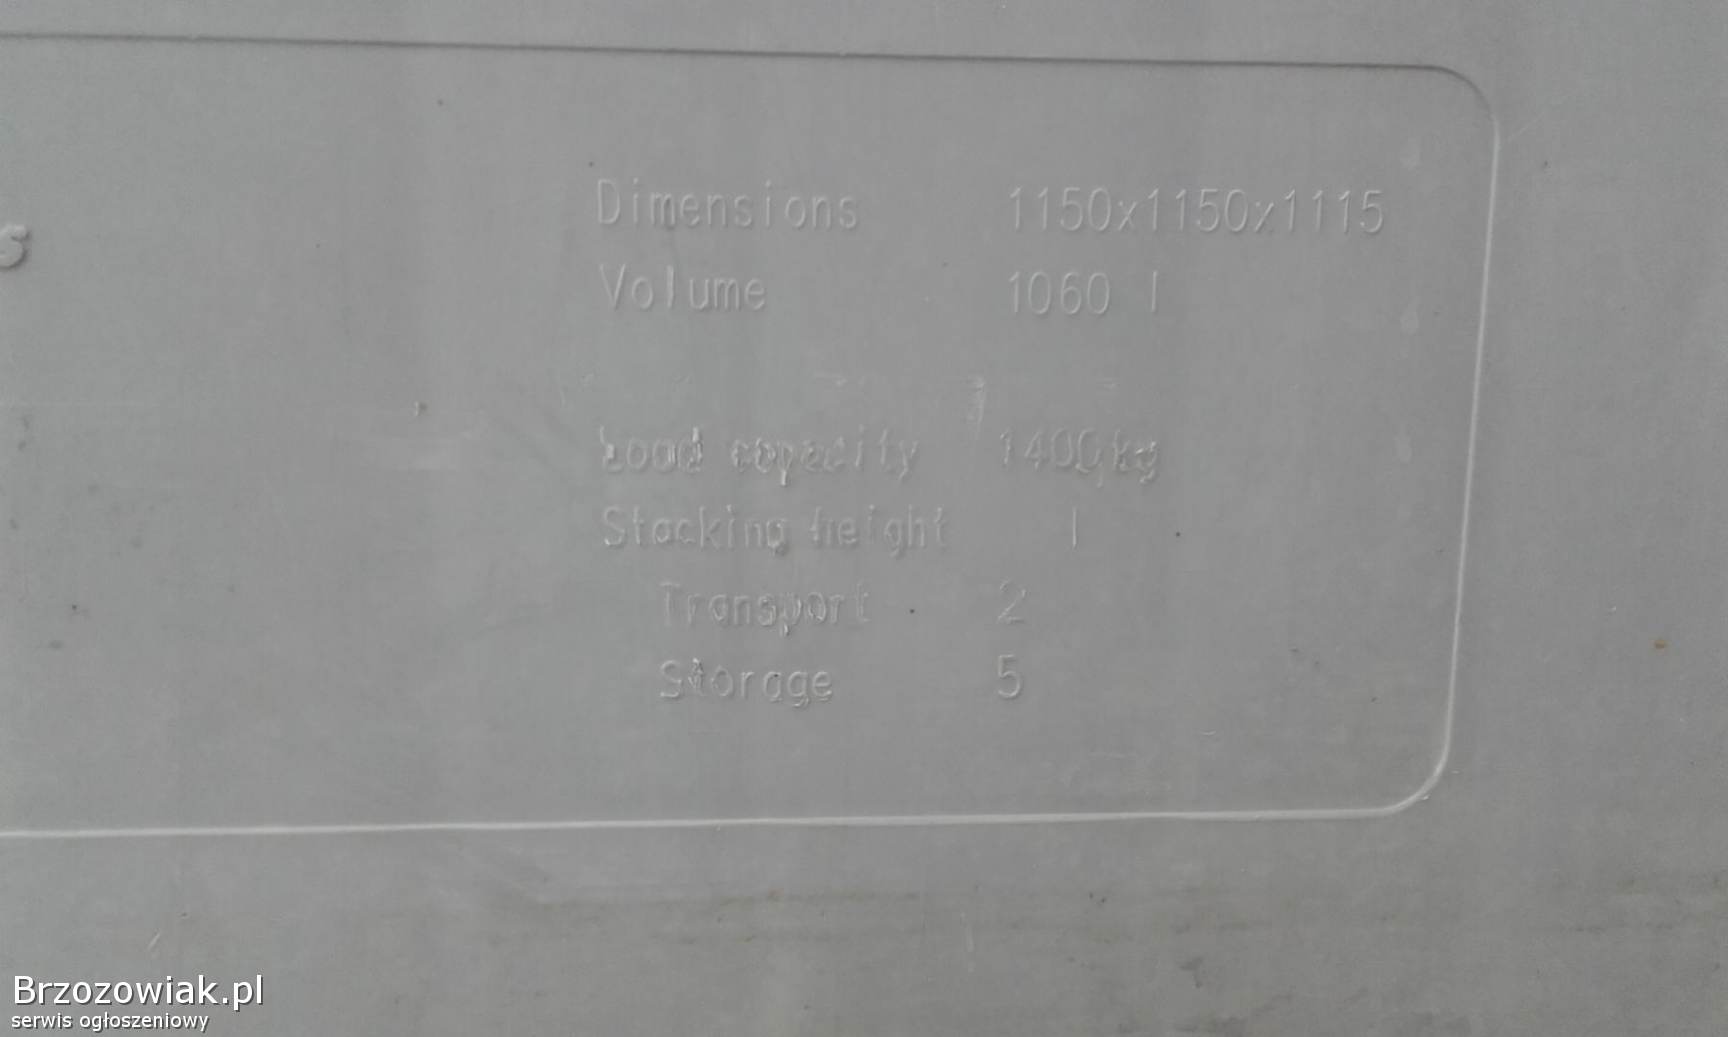 s
Dimensions 1150x1150x1115
Volume 1060 l
Load capacity 1400kg
Stacking height 1
Transport 2
Storage 5
Brzozowiak.pl
serwis ogłoszeniowy